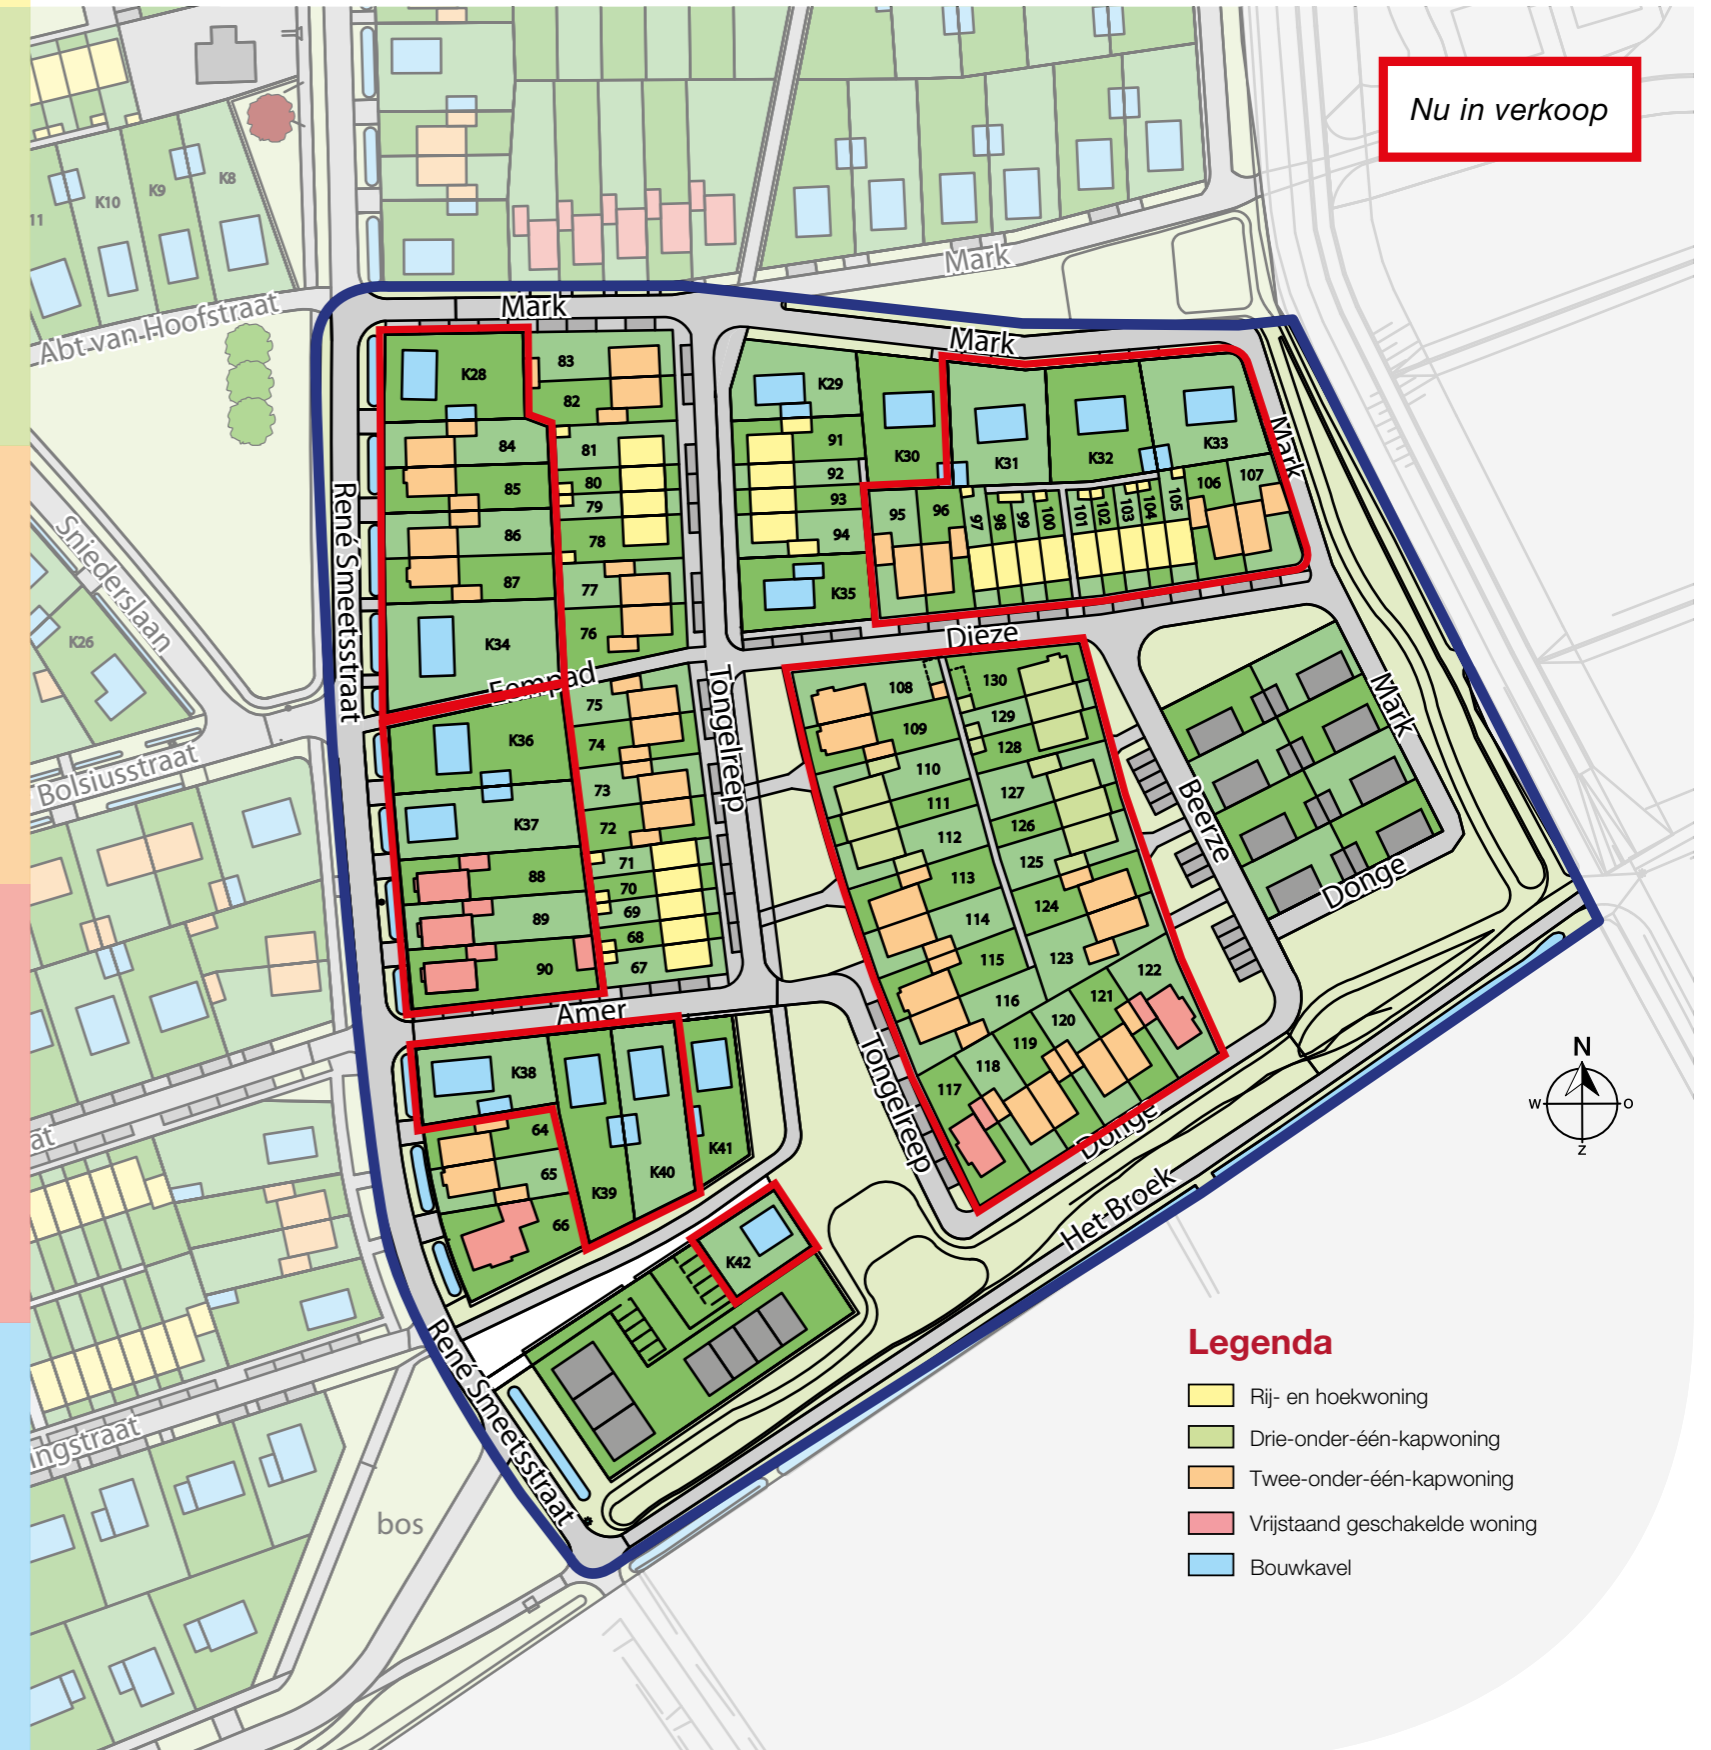 Nu in verkoop
K10
K9
K8
11
Abt van Hoofstraat
Mark
Mark
Mark
Mark
Mark
K28
83
82
84
81
85
80
79
86
78
87
77
K34
76
K29
91
K30
92
93
94
K35
K31
K32
K33
95
96
97
98
99
100
101
102
103
104
105
106
107
René Smeetsstraat
Sniederslaan
K26
Bolsiusstraat
Eempad
Dieze
Tongelreep
75
K36
74
73
K37
72
71
88
70
69
89
68
90
67
Amer
108
130
109
129
128
110
127
111
126
112
125
113
124
114
115
123
122
116
121
120
119
118
117
Beerze
Donge
Tongelreep
Donge
K38
64
65
66
K39
K40
K41
K42
Het Broek
René Smeetsstraat
at
ingstraat
bos
N
W
O
Z
Legenda
Rij- en hoekwoning
Drie-onder-één-kapwoning
Twee-onder-één-kapwoning
Vrijstaand geschakelde woning
Bouwkavel